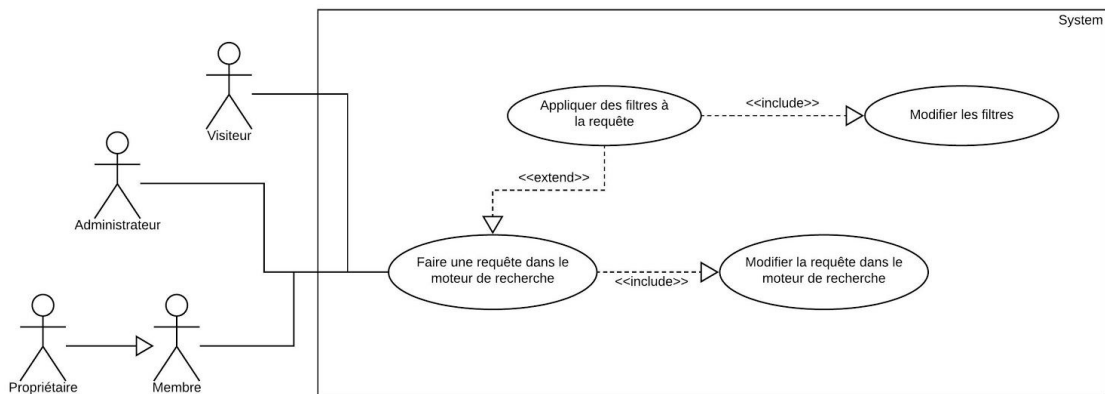 System
Visiteur
Appliquer des filtres à
la requête
<<include>>
Modifier les filtres
Administrateur
<<extend>>
Faire une requête dans le
moteur de recherche
<<include>>
Modifier la requête dans le
moteur de recherche
Propriétaire
Membre